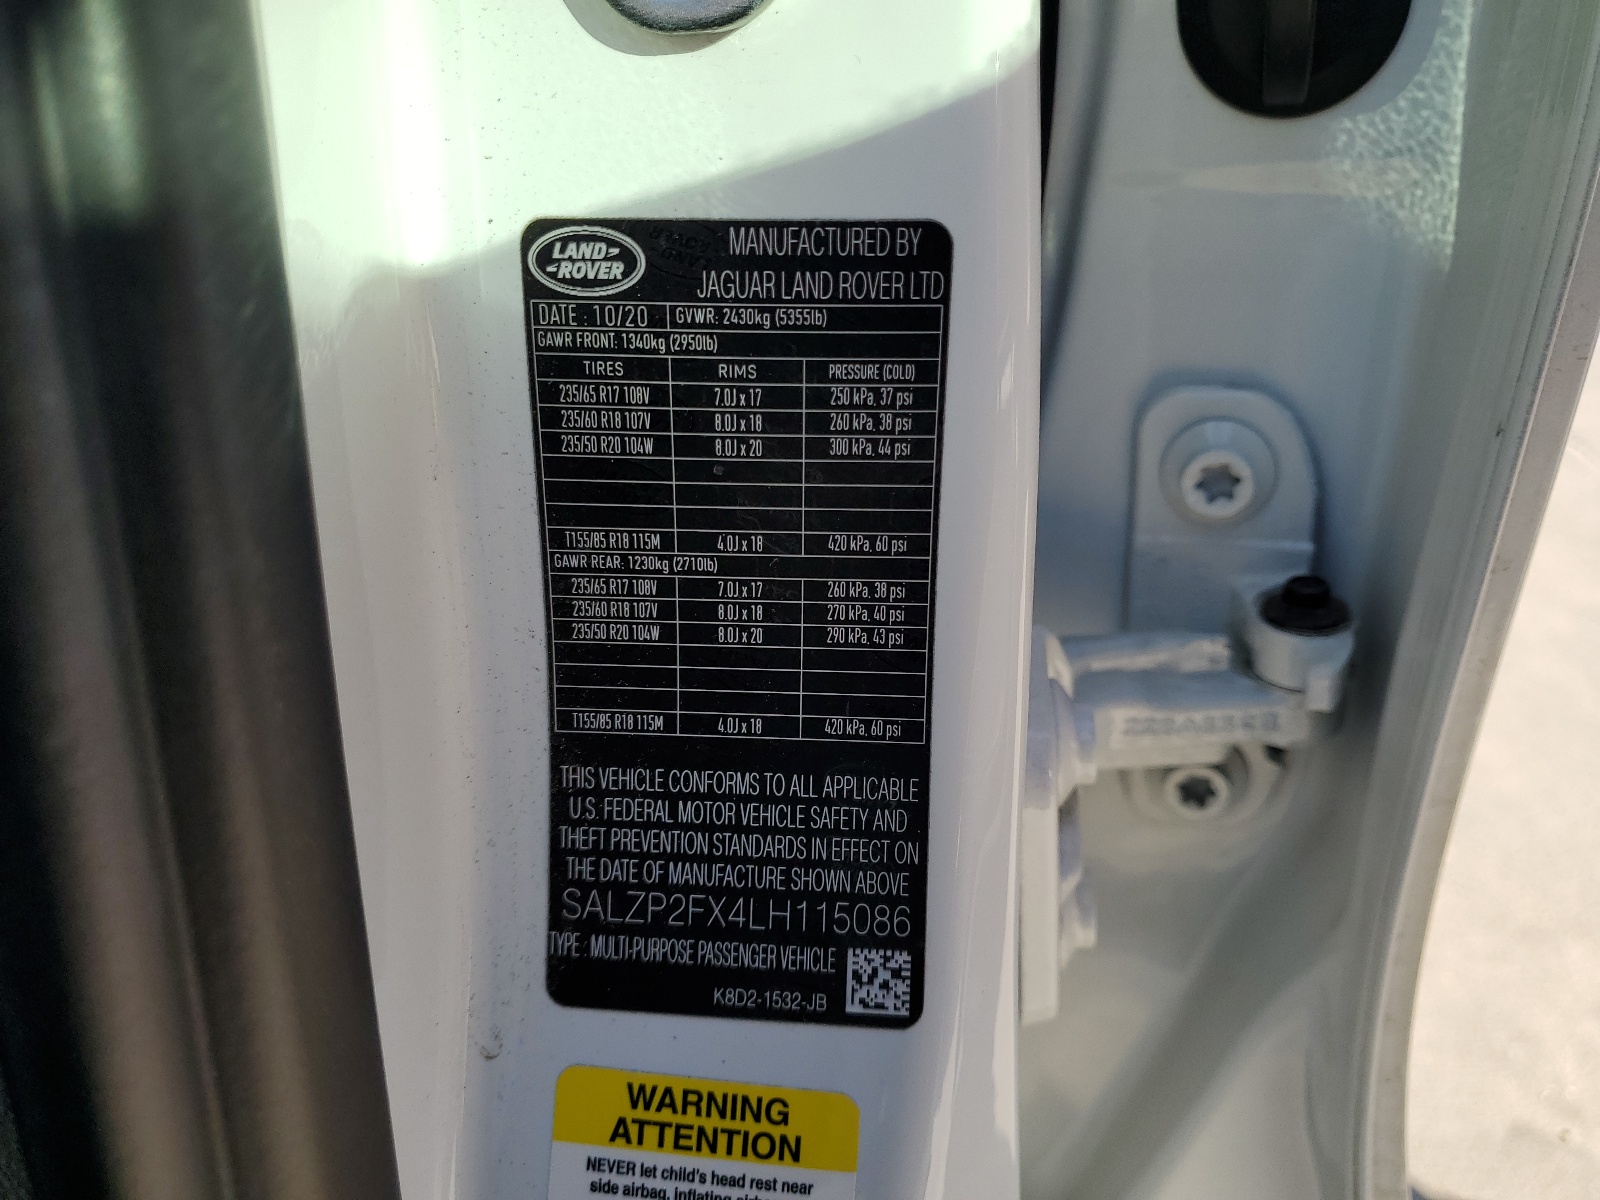 LAND ROVER
MANUFACTURED BY
JAGUAR LAND ROVER LTD
DATE : 10/20 GVWR: 2430kg (5355lb)
GAWR FRONT: 1340kg (2950lb)
TIRES RIMS PRESSURE (COLD)
235/65 R17 108V 7.0J x 17 250 kPa, 37 psi
235/60 R18 107V 8.0J x 18 260 kPa, 38 psi
235/50 R20 104W 8.0J x 20 300 kPa, 44 psi
T155/85 R18 115M 4.0J x 18 420 kPa, 60 psi
GAWR REAR: 1230kg (2710lb)
235/65 R17 108V 7.0J x 17 260 kPa, 38 psi
235/60 R18 107V 8.0J x 18 270 kPa, 40 psi
235/50 R20 104W 8.0J x 20 290 kPa, 43 psi
T155/85 R18 115M 4.0J x 18 420 kPa, 60 psi
THIS VEHICLE CONFORMS TO ALL APPLICABLE
U.S. FEDERAL MOTOR VEHICLE SAFETY AND
THEFT PREVENTION STANDARDS IN EFFECT ON
THE DATE OF MANUFACTURE SHOWN ABOVE
SALZP2FX4LH115086
TYPE : MULTI-PURPOSE PASSENGER VEHICLE
K8D2-1532-JB
WARNING
ATTENTION
NEVER let child's head rest near
side airbag, inflating